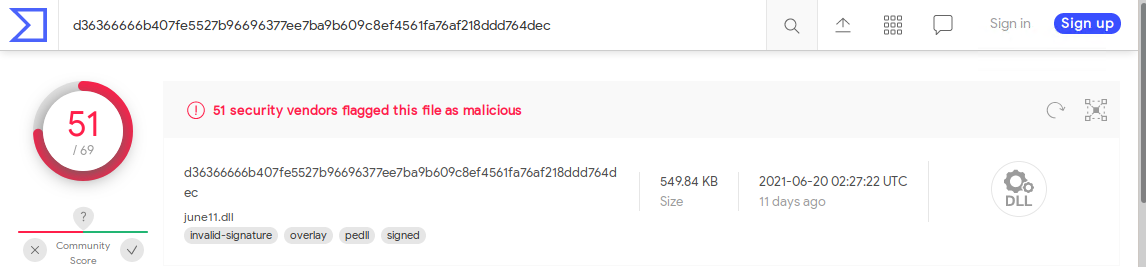 d36366666b407fe5527b96696377ee7ba9b609c8ef4561fa76af218ddd764dec
Sign in
Sign up
51
/ 69
51 security vendors flagged this file as malicious
d36366666b407fe5527b96696377ee7ba9b609c8ef4561fa76af218ddd764d
ec
june11.dll
invalid-signature overlay pedll signed
549.84 KB
Size
2021-06-20 02:27:22 UTC
11 days ago
DLL
?
Community
Score